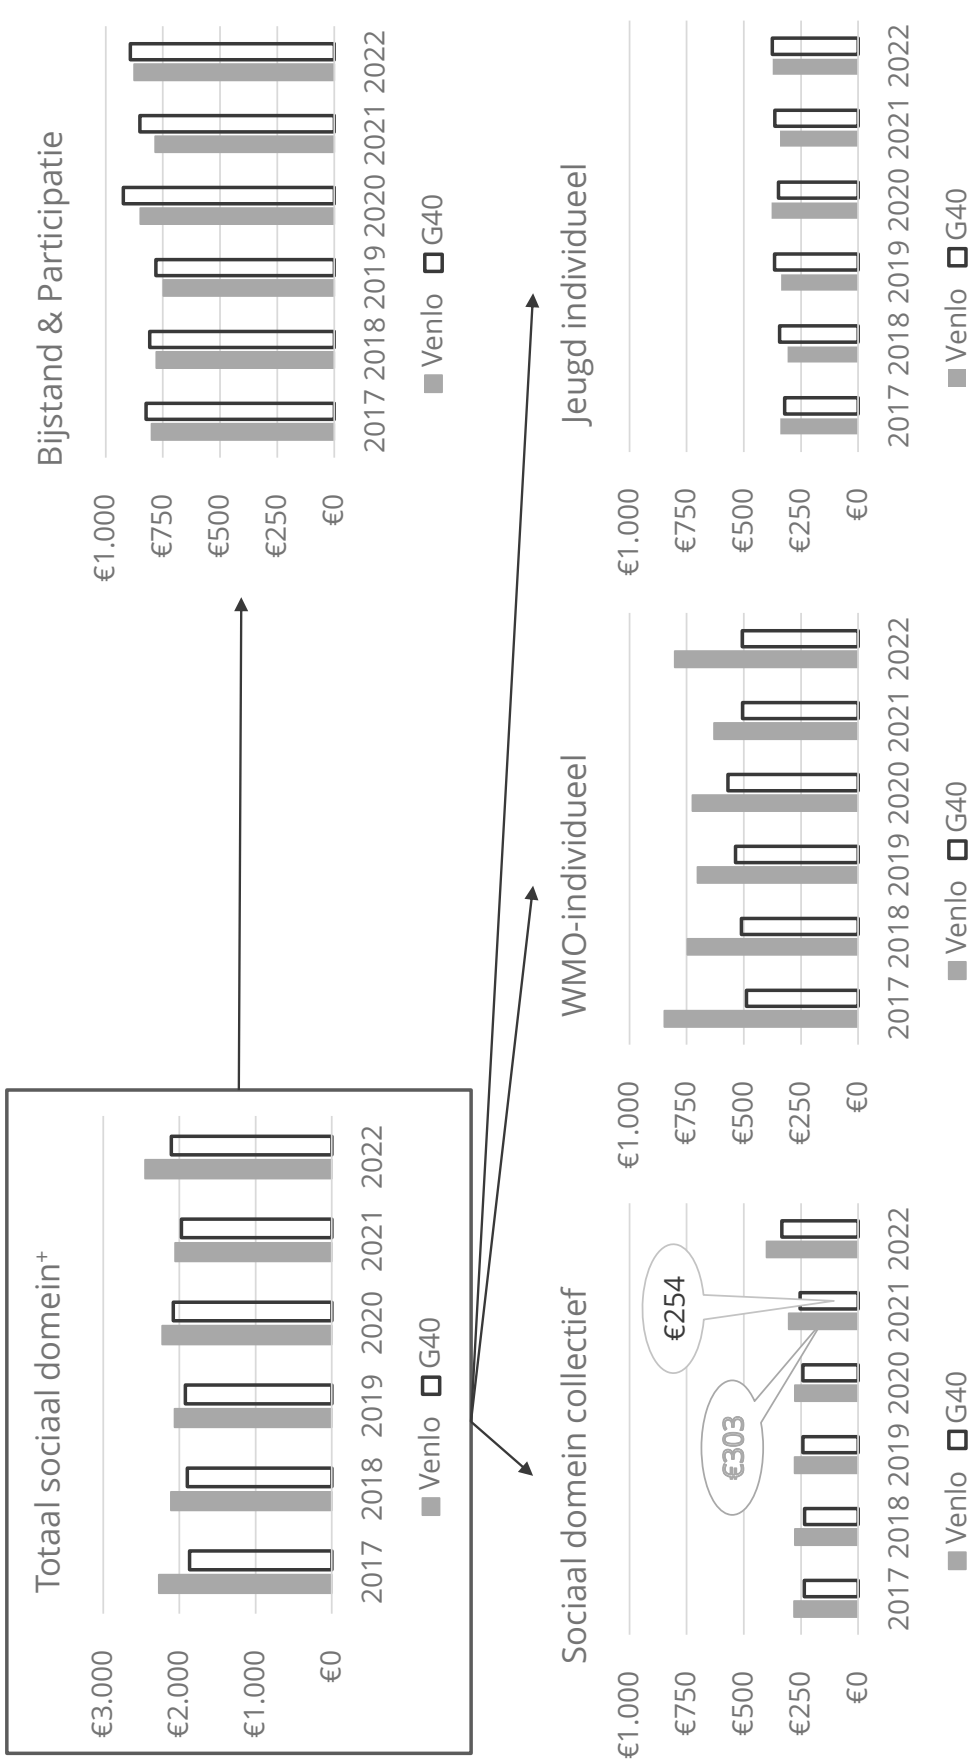 Totaal sociaal domein⁺
€3.000
€2.000
€1.000
€0
2017 2018 2019 2020 2021 2022
Venlo G40
Bijstand & Participatie
€1.000
€750
€500
€250
€0
2017 2018 2019 2020 2021 2022
Venlo G40
Sociaal domein collectief
€1.000
€750
€500
€250
€0
€303
€254
2017 2018 2019 2020 2021 2022
Venlo G40
WMO-individueel
€1.000
€750
€500
€250
€0
2017 2018 2019 2020 2021 2022
Venlo G40
Jeugd individueel
€1.000
€750
€500
€250
€0
2017 2018 2019 2020 2021 2022
Venlo G40